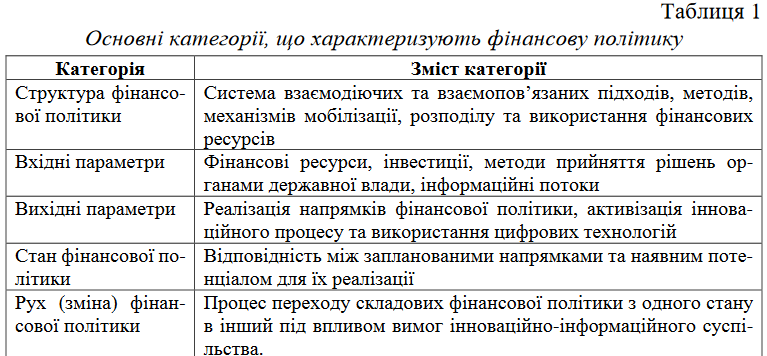 Таблиця 1
Основні категорії, що характеризують фінансову політику
Категорія
Зміст категорії
Структура фінансо-
вої політики
Система взаємодіючих та взаємопов’язаних підходів, методів,
механізмів мобілізації, розподілу та використання фінансових
ресурсів
Вхідні параметри
Фінансові ресурси, інвестиції, методи прийняття рішень ор-
ганами державної влади, інформаційні потоки
Вихідні параметри
Реалізація напрямків фінансової політики, активізація іннова-
ційного процесу та використання цифрових технологій
Стан фінансової по-
літики
Відповідність між запланованими напрямками та наявним поте-
нціалом для їх реалізації
Рух (зміна) фінан-
сової політики
Процес переходу складових фінансової політики з одного стану
в інший під впливом вимог інноваційно-інформаційного суспі-
льства.